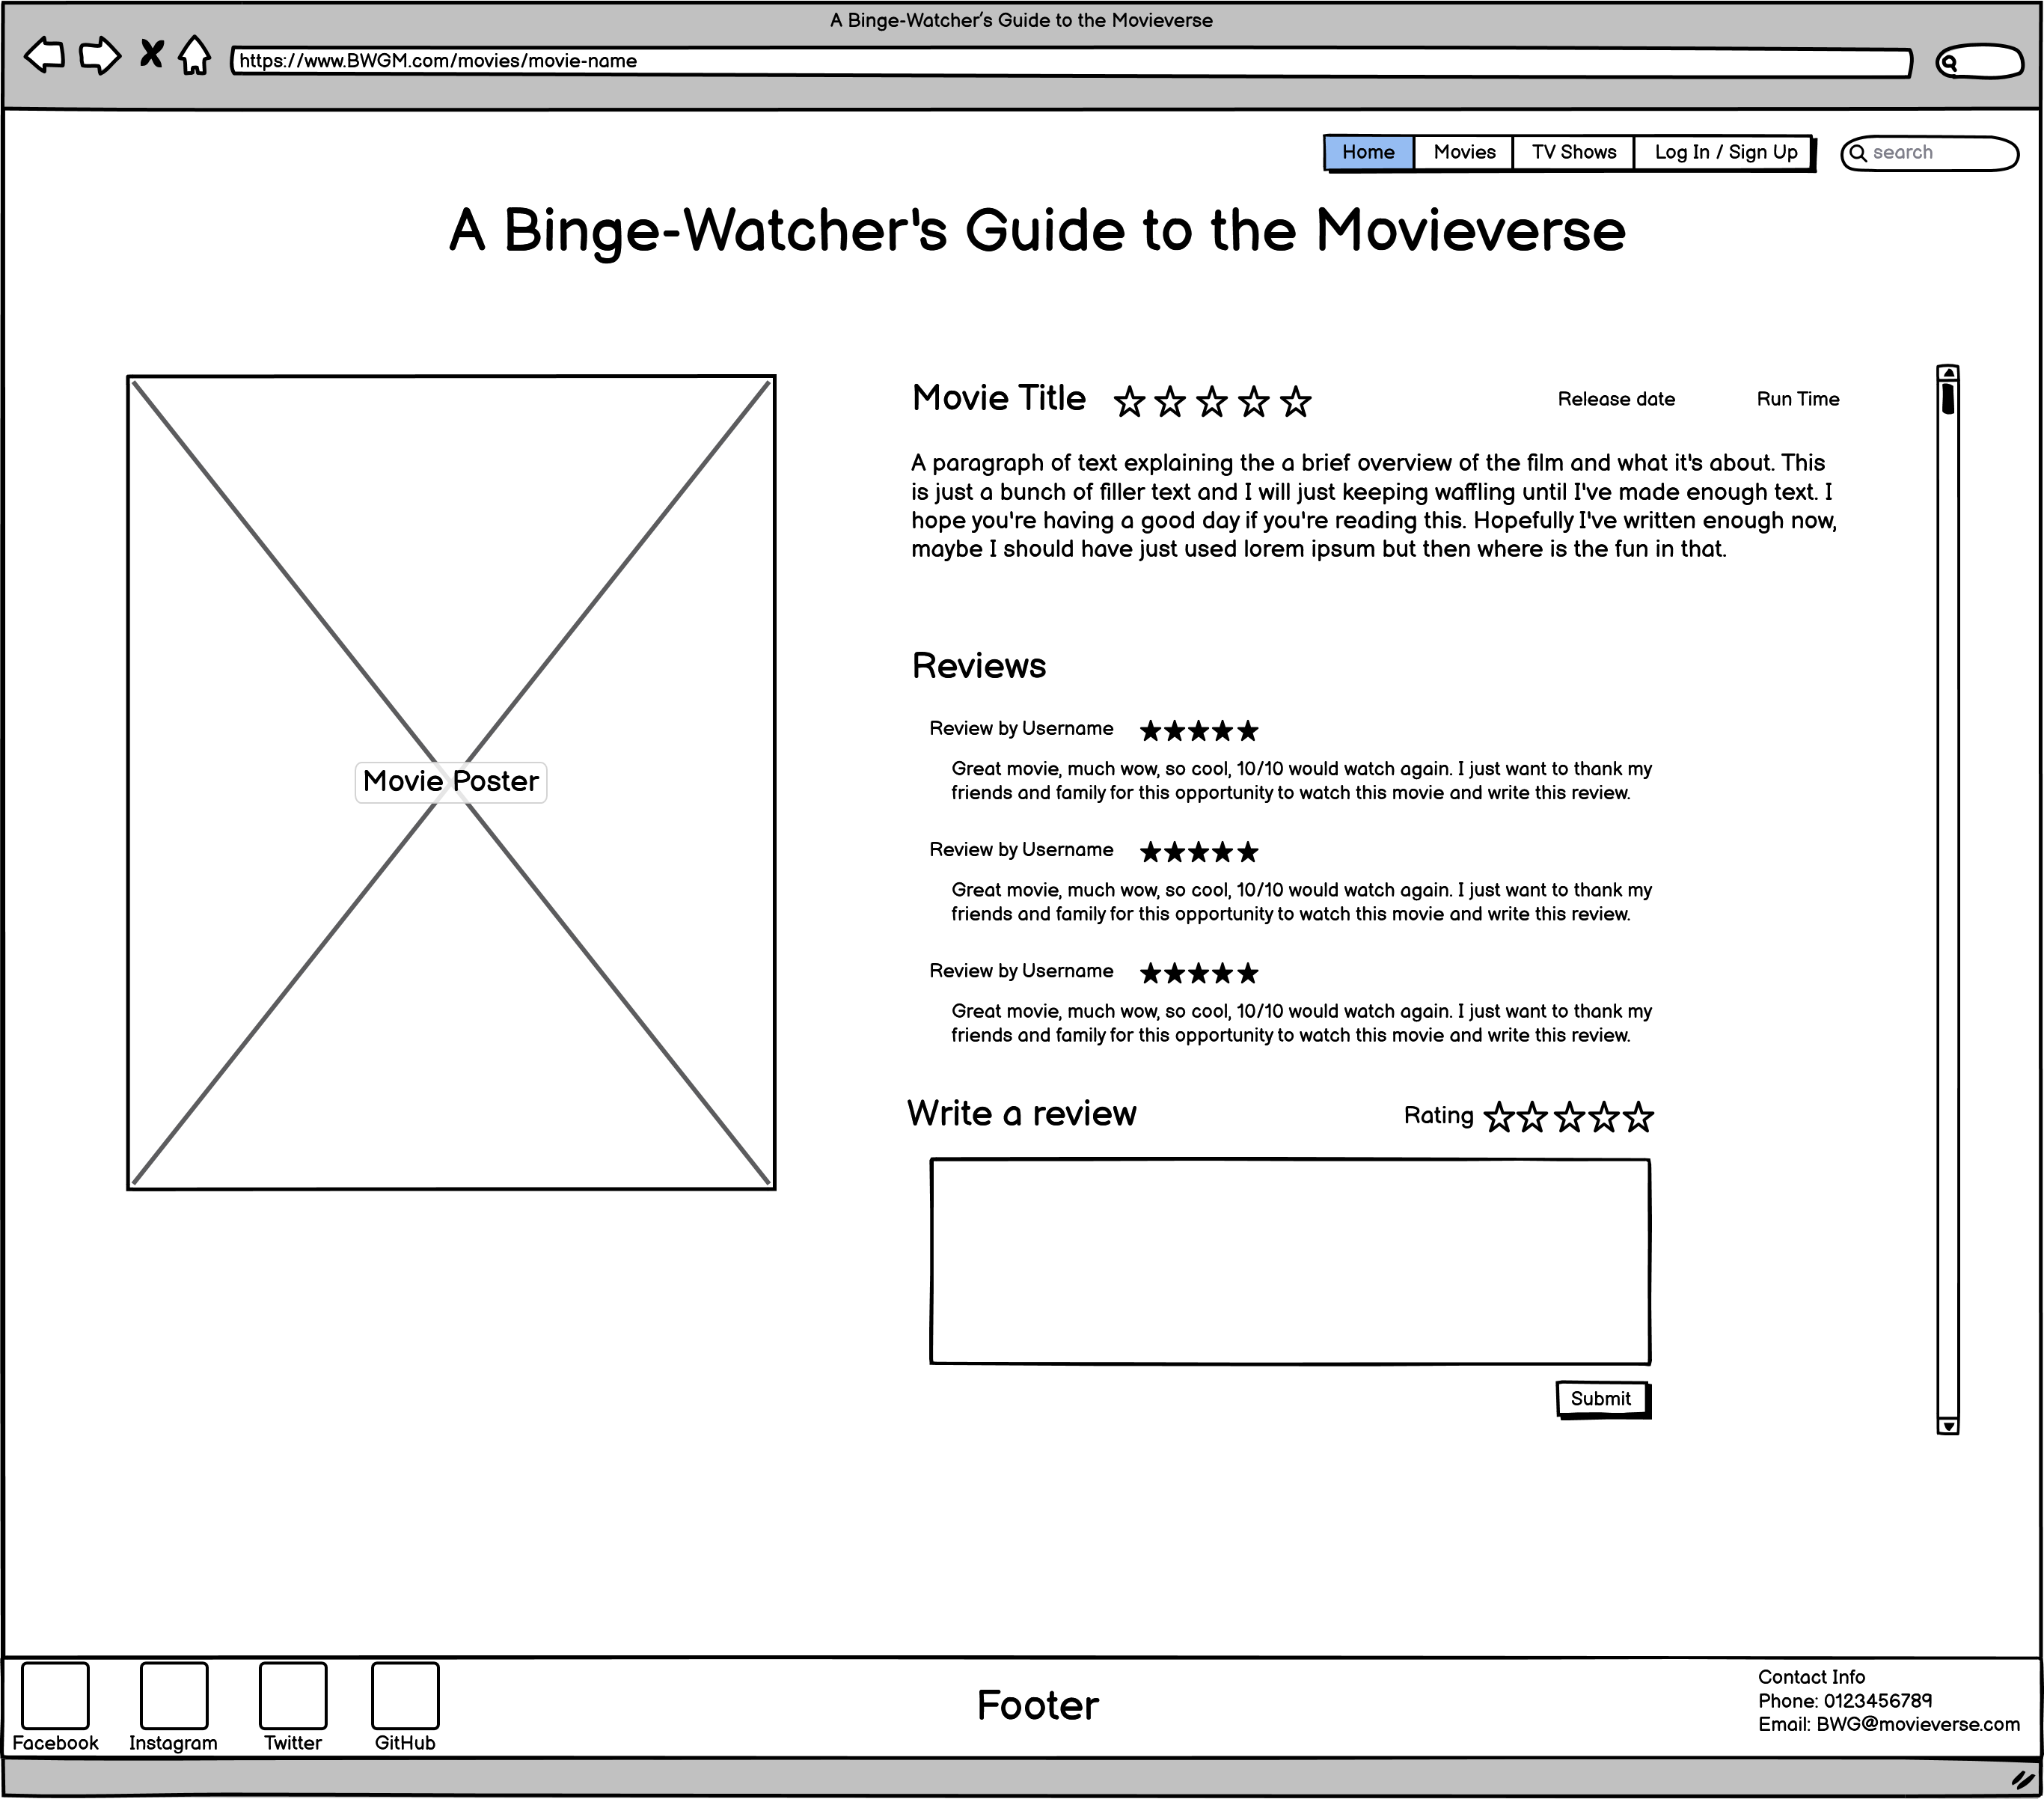 A Binge-Watcher's Guide to the Movieverse
https://www.BWGM.com/movies/movie-name
Home Movies TV Shows Log In / Sign Up search
A Binge-Watcher's Guide to the Movieverse
Movie Title Release date Run Time
A paragraph of text explaining the a brief overview of the film and what it's about. This
is just a bunch of filler text and I will just keeping waffling until I've made enough text. I
hope you're having a good day if you're reading this. Hopefully I've written enough now,
maybe I should have just used lorem ipsum but then where is the fun in that.
Movie Poster
Reviews
Review by Username
Great movie, much wow, so cool, 10/10 would watch again. I just want to thank my
friends and family for this opportunity to watch this movie and write this review.
Review by Username
Great movie, much wow, so cool, 10/10 would watch again. I just want to thank my
friends and family for this opportunity to watch this movie and write this review.
Review by Username
Great movie, much wow, so cool, 10/10 would watch again. I just want to thank my
friends and family for this opportunity to watch this movie and write this review.
Write a review Rating
Submit
Facebook Instagram Twitter GitHub
Footer
Contact Info
Phone: 0123456789
Email: BWG@movieverse.com